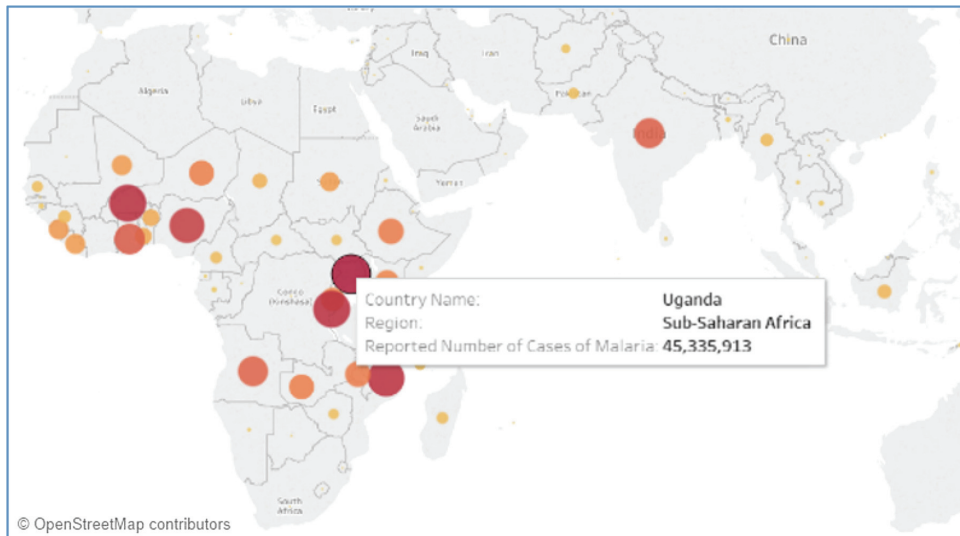 China
Iraq
Iran
Algeria
Libya
Egypt
Pakistan
Saudi
Arabia
India
Yemen
Congo
(Kinshasa)
Country Name: Uganda
Region: Sub-Saharan Africa
Reported Number of Cases of Malaria: 45,335,913
South
Africa
© OpenStreetMap contributors